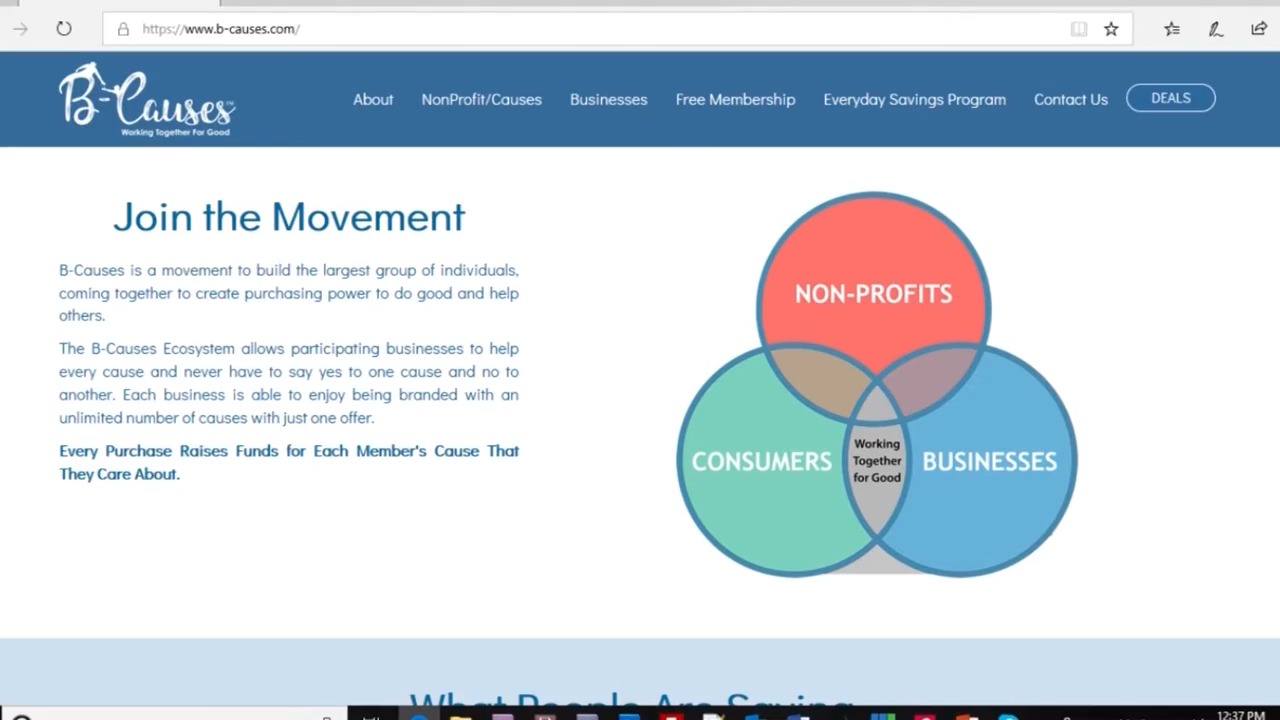 https://www.b-causes.com/
B-Causes
Working Together For Good
About NonProfit/Causes Businesses Free Membership Everyday Savings Program Contact Us DEALS
Join the Movement
B-Causes is a movement to build the largest group of individuals,
coming together to create purchasing power to do good and help
others.
The B-Causes Ecosystem allows participating businesses to help
every cause and never have to say yes to one cause and no to
another. Each business is able to enjoy being branded with an
unlimited number of causes with just one offer.
Every Purchase Raises Funds for Each Member's Cause That
They Care About.
NON-PROFITS
CONSUMERS
Working
Together
for Good
BUSINESSES
What People Are Saying
12:37 PM